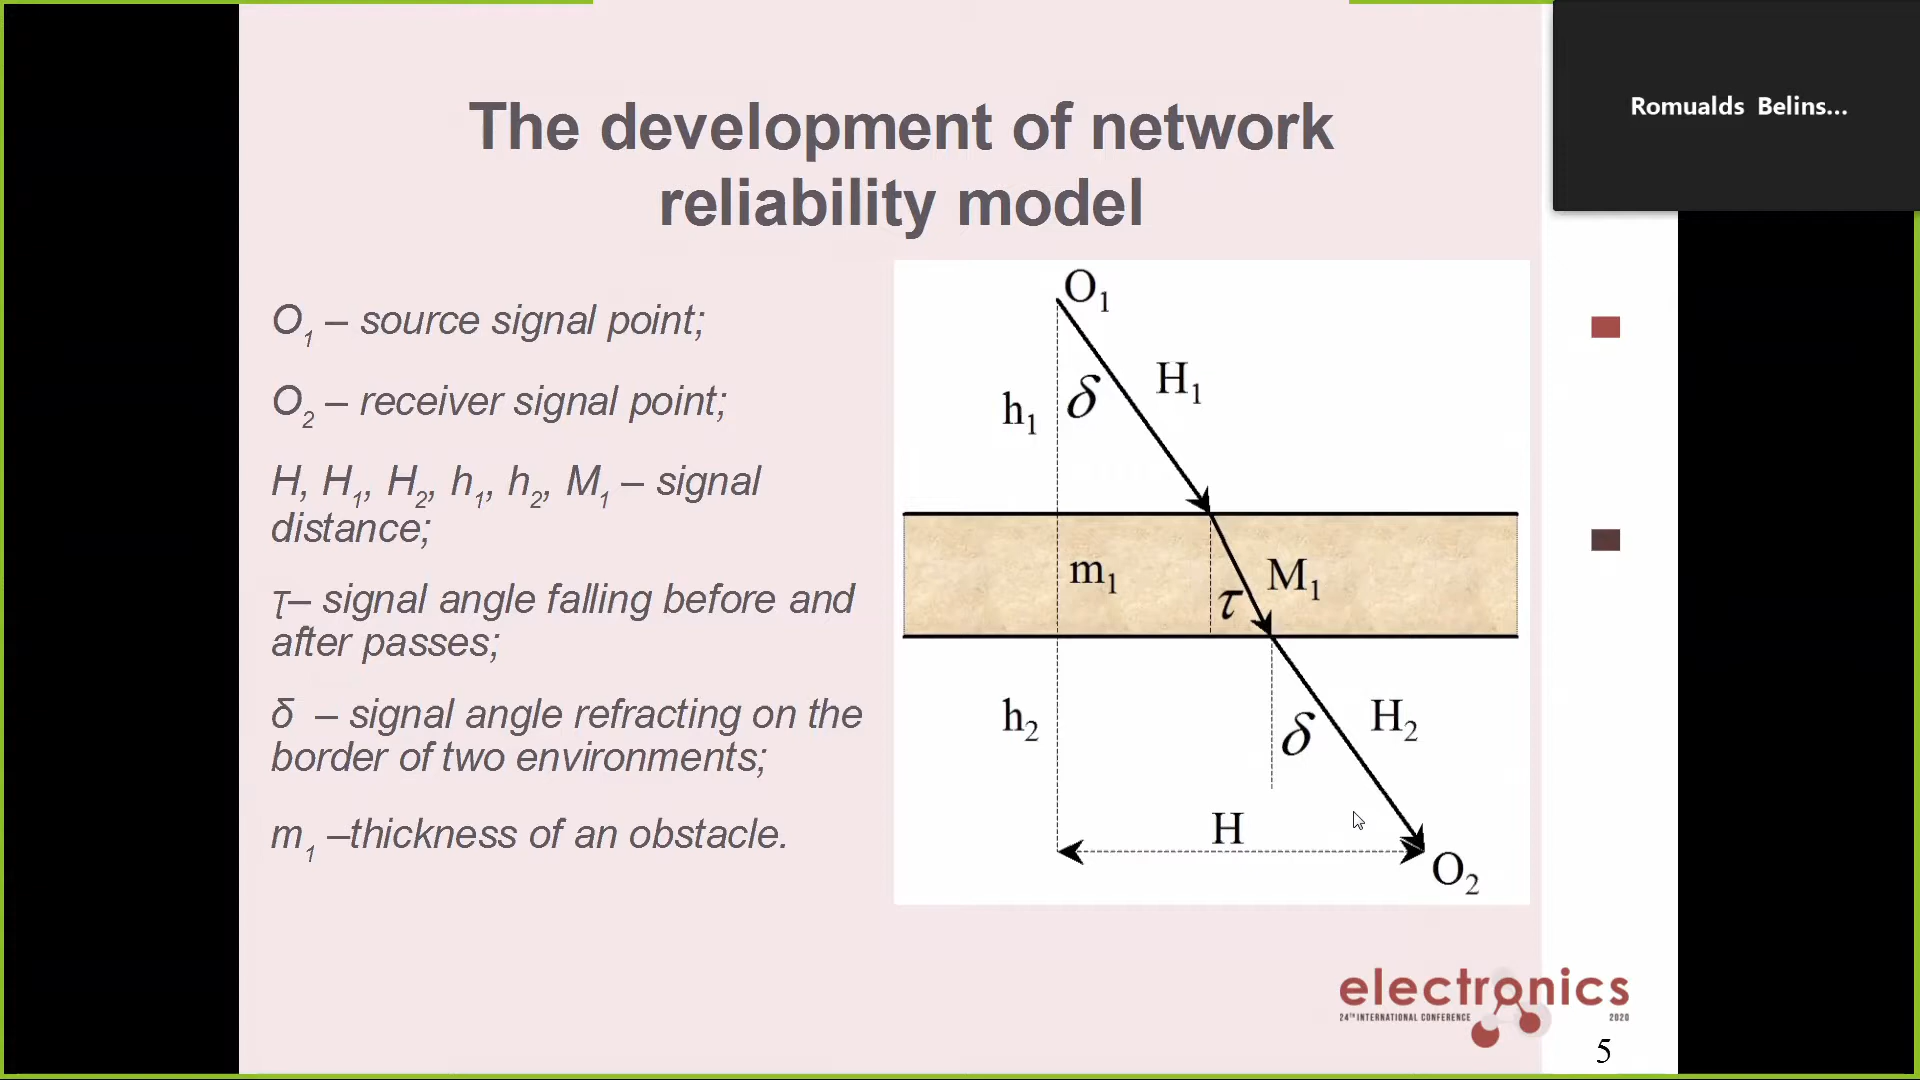 Romualds Belins...
The development of network
reliability model
O1 – source signal point;
O2 – receiver signal point;
H, H1, H2, h1, h2, M1 – signal
distance;
τ– signal angle falling before and
after passes;
δ – signal angle refracting on the
border of two environments;
m1 –thickness of an obstacle.
O1
H1
δ
h1
m1
M1
τ
h2
H2
δ
H
O2
electronics
24TH INTERNATIONAL CONFERENCE 2020
5